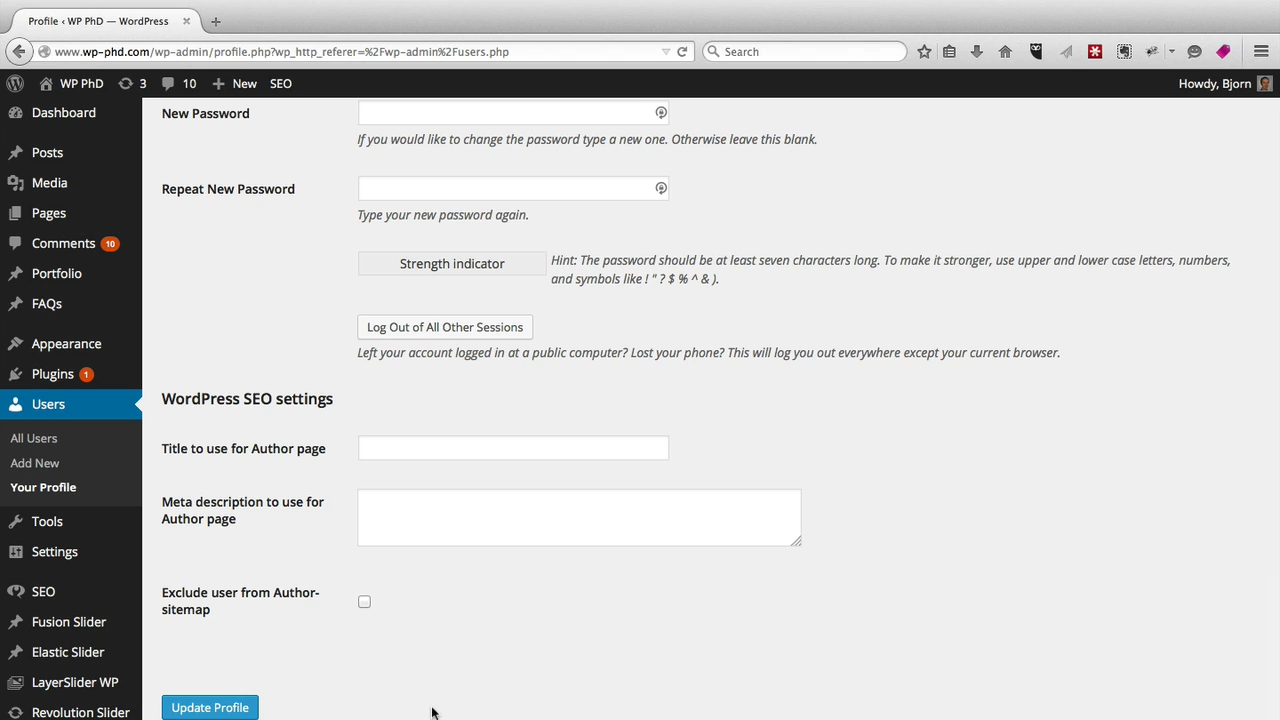 Profile ‹ WP PhD — WordPress
www.wp-phd.com/wp-admin/profile.php?wp_http_referer=%2Fwp-admin%2Fusers.php
Search
WP PhD
3
10
New
SEO
Howdy, Bjorn
Dashboard
Posts
Media
Pages
Comments 10
Portfolio
FAQs
Appearance
Plugins 1
Users
All Users
Add New
Your Profile
Tools
Settings
SEO
Fusion Slider
Elastic Slider
LayerSlider WP
Revolution Slider
New Password
If you would like to change the password type a new one. Otherwise leave this blank.
Repeat New Password
Type your new password again.
Strength indicator
Hint: The password should be at least seven characters long. To make it stronger, use upper and lower case letters, numbers,
and symbols like ! " ? $ % ^ & ).
Log Out of All Other Sessions
Left your account logged in at a public computer? Lost your phone? This will log you out everywhere except your current browser.
WordPress SEO settings
Title to use for Author page
Meta description to use for
Author page
Exclude user from Author-
sitemap
Update Profile